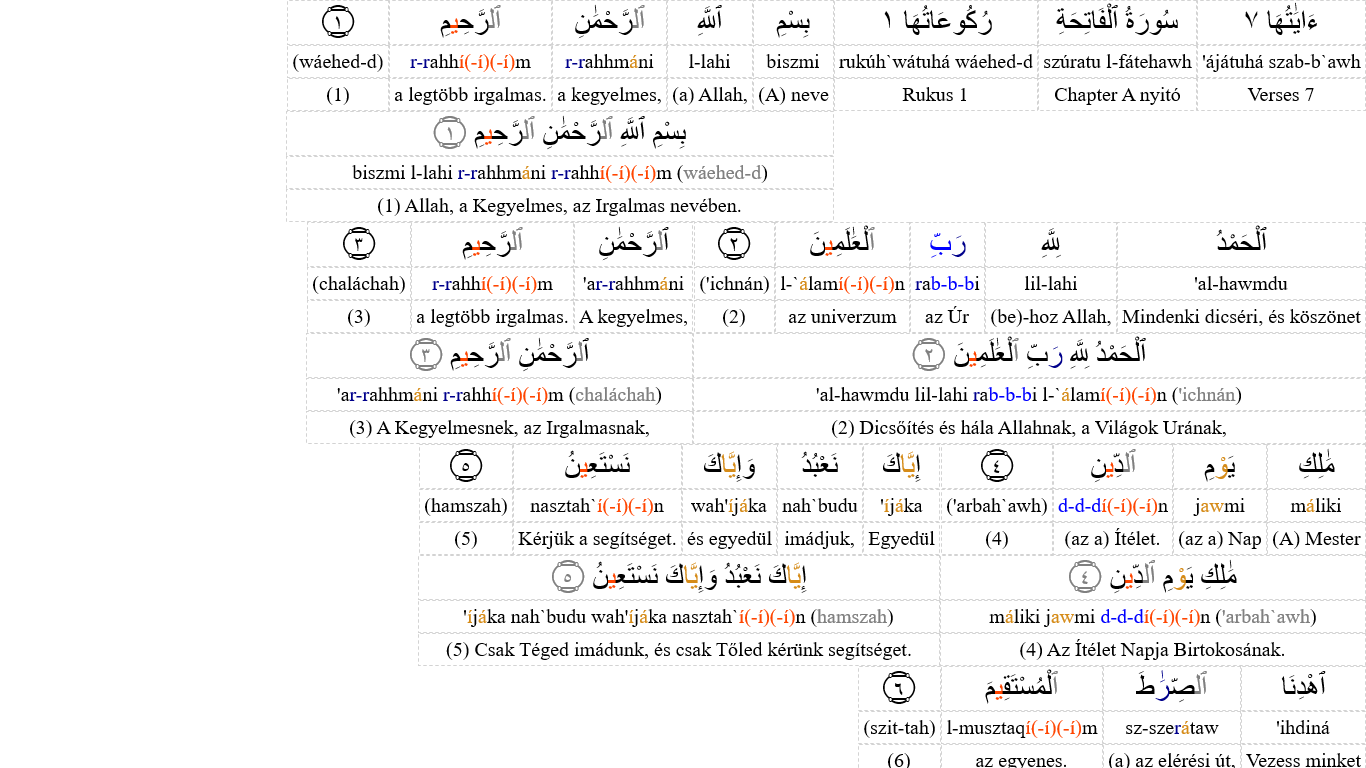 ءَايَٰتُهَا ٧ سُورَةُ ٱلْفَاتِحَةِ رُكُوعَاتُهَا ١ بِسْمِ ٱللَّهِ ٱلرَّحْمَٰنِ ٱلرَّحِيمِ ١
'ájátuhá szab-b`awh szúratu l-fátehawh rukúh`wátuhá wáehed-d biszmi l-lahi r-rahhmáni r-rahhí(-í)(-í)m (wáehed-d)
Verses 7 Chapter A nyitó Rukus 1 (A) neve (a) Allah, a kegyelmes, a legtöbb irgalmas. (1)
بِسْمِ ٱللَّهِ ٱلرَّحْمَٰنِ ٱلرَّحِيمِ ١
biszmi l-lahi r-rahhmáni r-rahhí(-í)(-í)m (wáehed-d)
(1) Allah, a Kegyelmes, az Irgalmas nevében.
ٱلْحَمْدُ لِلَّهِ رَبِّ ٱلْعَٰلَمِينَ ٢ ٱلرَّحْمَٰنِ ٱلرَّحِيمِ ٣
'al-hawmdu lil-lahi rab-b-bi l-`álamí(-í)(-í)n ('ichnán) 'ar-rahhmáni r-rahhí(-í)(-í)m (chaláchah)
Mindenki dicséri, és köszönet (be)-hoz Allah, az Úr az univerzum (2) A kegyelmes, a legtöbb irgalmas. (3)
ٱلْحَمْدُ لِلَّهِ رَبِّ ٱلْعَٰلَمِينَ ٢ ٱلرَّحْمَٰنِ ٱلرَّحِيمِ ٣
'al-hawmdu lil-lahi rab-b-bi l-`álamí(-í)(-í)n ('ichnán) 'ar-rahhmáni r-rahhí(-í)(-í)m (chaláchah)
(2) Dicsőítés és hála Allahnak, a Világok Urának, (3) A Kegyelmesnek, az Irgalmasnak,
مَٰلِكِ يَوْمِ ٱلدِّينِ ٤ إِيَّاكَ نَعْبُدُ وَإِيَّاكَ نَسْتَعِينُ ٥
máliki jawmi d-d-dí(-í)(-í)n ('arbah`awh) 'íjáka nah`budu wah'íjáka nasztah`í(-í)(-í)n (hamszah)
(A) Mester (az a) Nap (az a) Ítélet. (4) Egyedül imádjuk, és egyedül Kérjük a segítséget. (5)
مَٰلِكِ يَوْمِ ٱلدِّينِ ٤ إِيَّاكَ نَعْبُدُ وَإِيَّاكَ نَسْتَعِينُ ٥
máliki jawmi d-d-dí(-í)(-í)n ('arbah`awh) 'íjáka nah`budu wah'íjáka nasztah`í(-í)(-í)n (hamszah)
(4) Az Ítélet Napja Birtokosának. (5) Csak Téged imádunk, és csak Tőled kérünk segítséget.
ٱهْدِنَا ٱلصِّرَٰطَ ٱلْمُسْتَقِيمَ ٦
'ihdiná sz-szerátaw l-musztaqí(-í)(-í)m (szit-tah)
Vezess minket (a) az elérési út, az egyenes. (6)